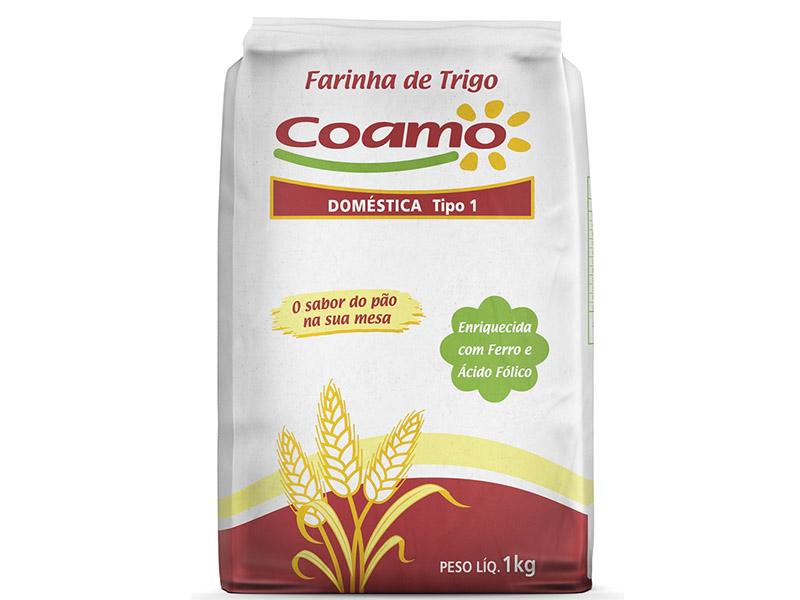 Farinha de Trigo
Coamo
DOMÉSTICA Tipo 1
O sabor do pão
na sua mesa
Enriquecida
com Ferro e
Ácido Fólico
PESO LÍQ. 1kg